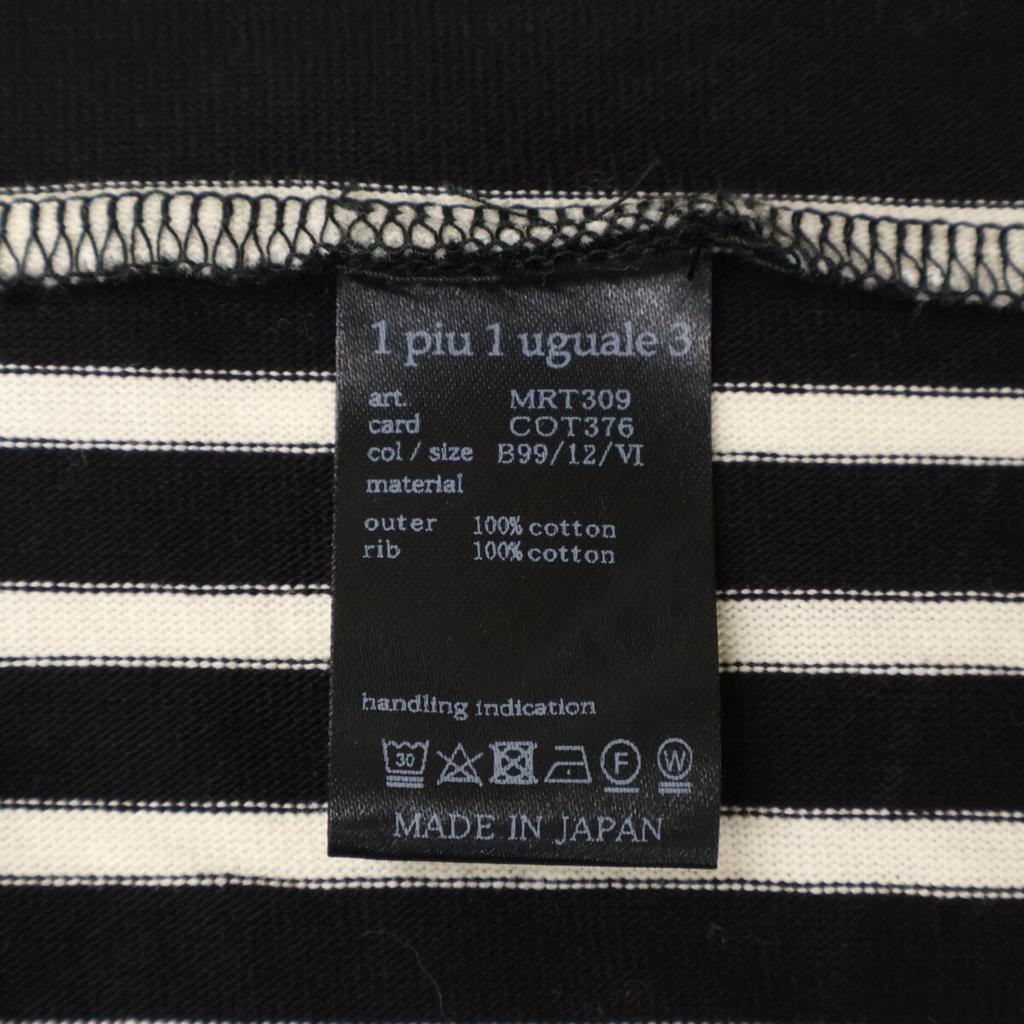 1 piu 1 uguale 3
art. MRT309
card COT376
col / size B99/12/VI
material
outer 100% cotton
rib 100% cotton
handling indication
30 F W
MADE IN JAPAN